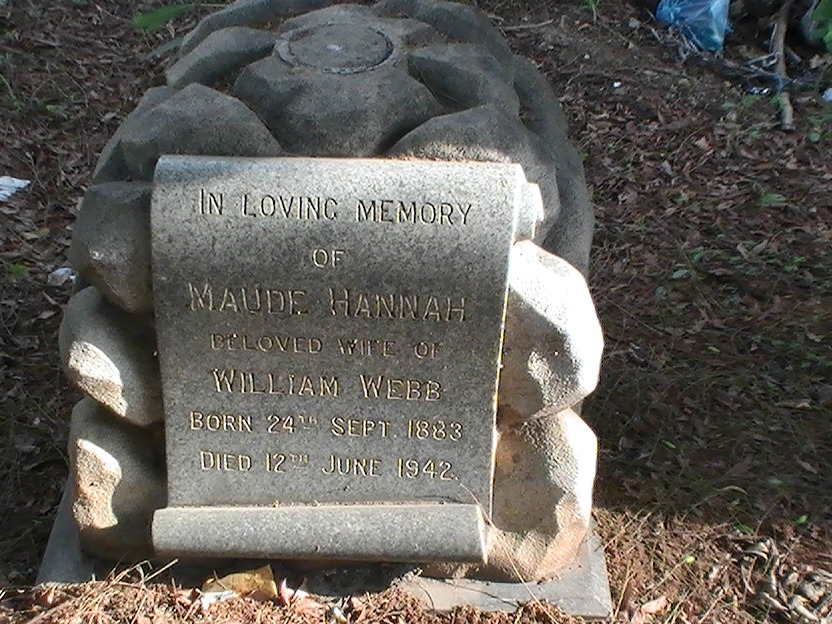 IN LOVING MEMORY
OF
MAUDE HANNAH
BELOVED WIFE OF
WILLIAM WEBB
BORN 24TH SEPT. 1883
DIED 12TH JUNE 1942.